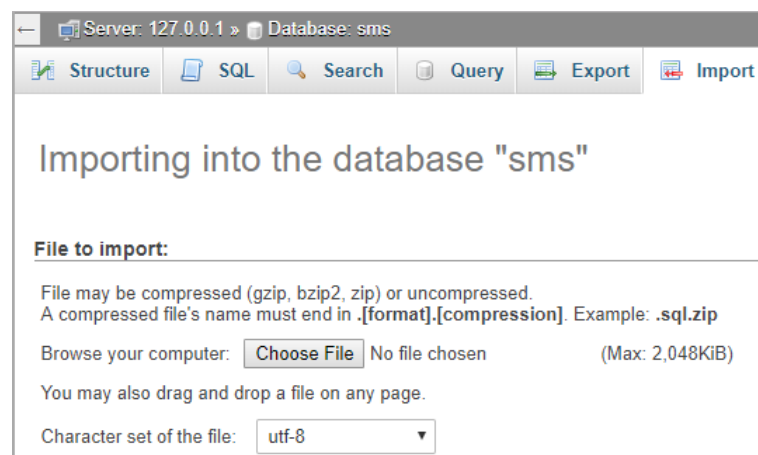 ← Server: 127.0.0.1 » Database: sms
Structure SQL Search Query Export Import
Importing into the database "sms"
File to import:
File may be compressed (gzip, bzip2, zip) or uncompressed.
A compressed file's name must end in .[format].[compression]. Example: .sql.zip
Browse your computer: Choose File No file chosen (Max: 2,048KiB)
You may also drag and drop a file on any page.
Character set of the file: utf-8